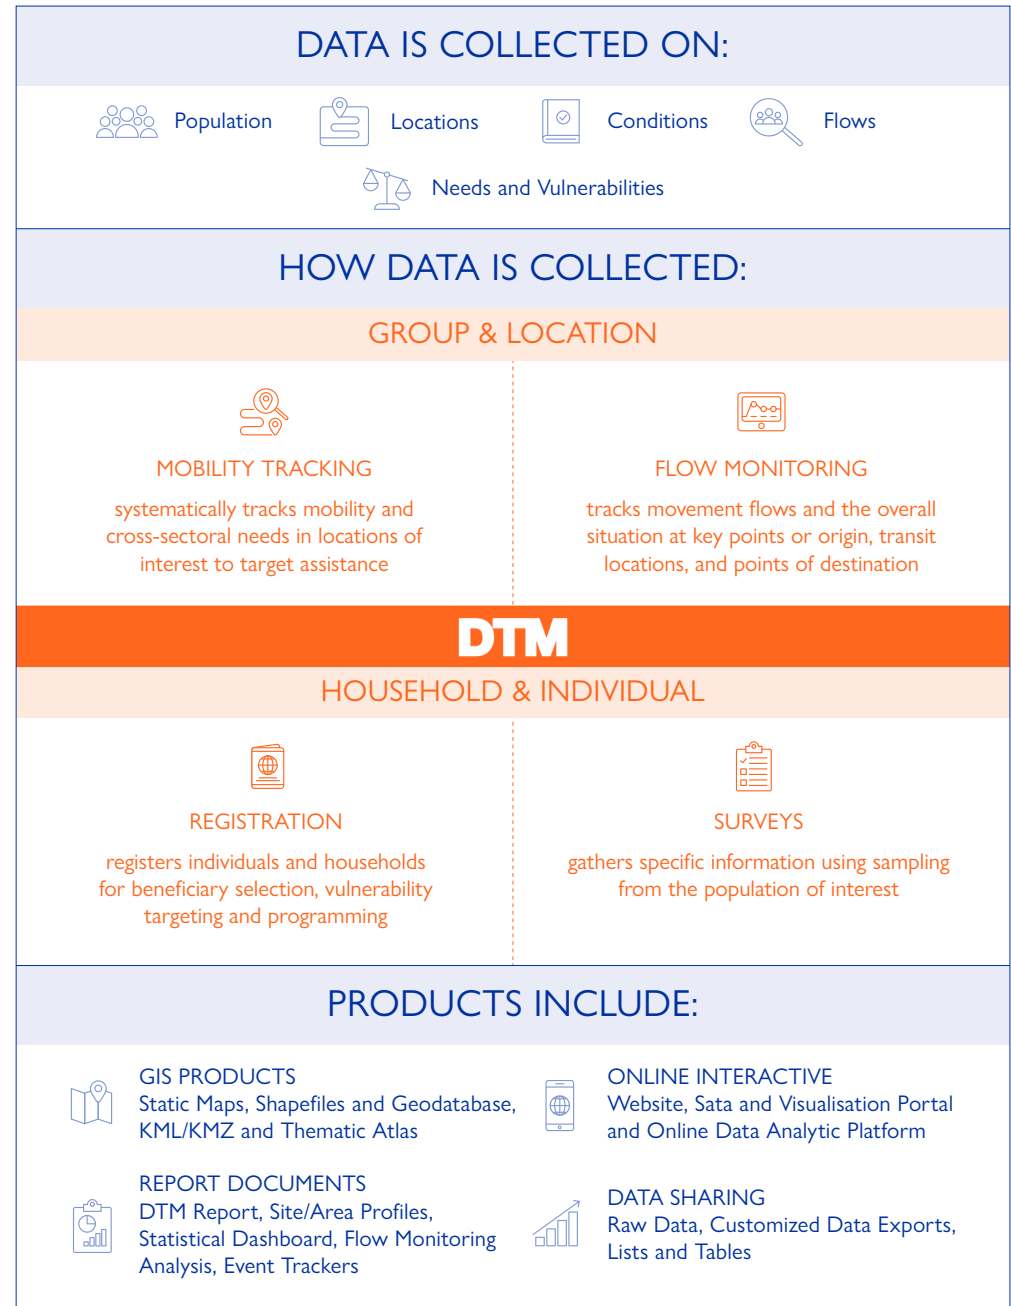 DATA IS COLLECTED ON:
Population
Locations
Conditions
Flows
Needs and Vulnerabilities
HOW DATA IS COLLECTED:
GROUP & LOCATION
MOBILITY TRACKING
systematically tracks mobility and
cross-sectoral needs in locations of
interest to target assistance
FLOW MONITORING
tracks movement flows and the overall
situation at key points or origin, transit
locations, and points of destination
DTM
HOUSEHOLD & INDIVIDUAL
REGISTRATION
registers individuals and households
for beneficiary selection, vulnerability
targeting and programming
SURVEYS
gathers specific information using sampling
from the population of interest
PRODUCTS INCLUDE:
GIS PRODUCTS
Static Maps, Shapefiles and Geodatabase,
KML/KMZ and Thematic Atlas
ONLINE INTERACTIVE
Website, Sata and Visualisation Portal
and Online Data Analytic Platform
REPORT DOCUMENTS
DTM Report, Site/Area Profiles,
Statistical Dashboard, Flow Monitoring
Analysis, Event Trackers
DATA SHARING
Raw Data, Customized Data Exports,
Lists and Tables